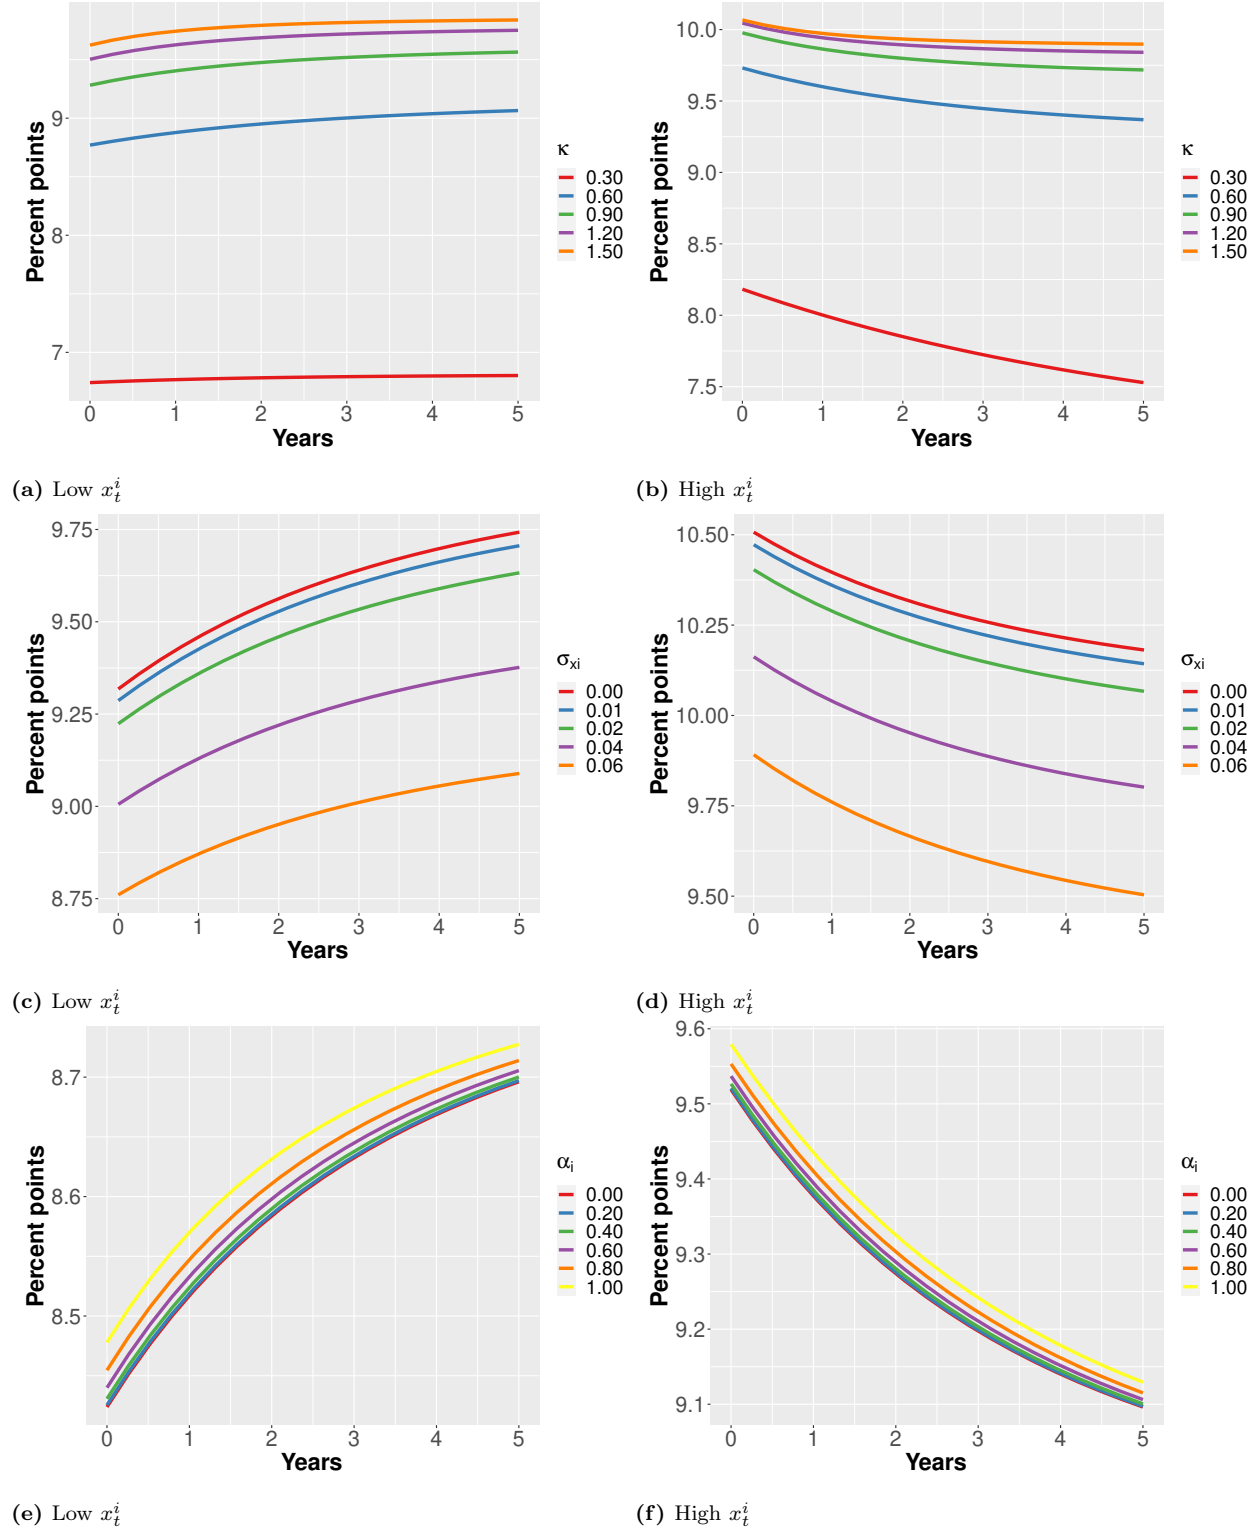 Percent points
9
8
7
0 1 2 3 4 5
Years
κ
0.30
0.60
0.90
1.20
1.50
(a) Low $x_t^i$
Percent points
10.0
9.5
9.0
8.5
8.0
7.5
0 1 2 3 4 5
Years
κ
0.30
0.60
0.90
1.20
1.50
(b) High $x_t^i$
Percent points
9.75
9.50
9.25
9.00
8.75
0 1 2 3 4 5
Years
σxi
0.00
0.01
0.02
0.04
0.06
(c) Low $x_t^i$
Percent points
10.50
10.25
10.00
9.75
9.50
0 1 2 3 4 5
Years
σxi
0.00
0.01
0.02
0.04
0.06
(d) High $x_t^i$
Percent points
8.7
8.6
8.5
0 1 2 3 4 5
Years
αi
0.00
0.20
0.40
0.60
0.80
1.00
(e) Low $x_t^i$
Percent points
9.6
9.5
9.4
9.3
9.2
9.1
0 1 2 3 4 5
Years
αi
0.00
0.20
0.40
0.60
0.80
1.00
(f) High $x_t^i$